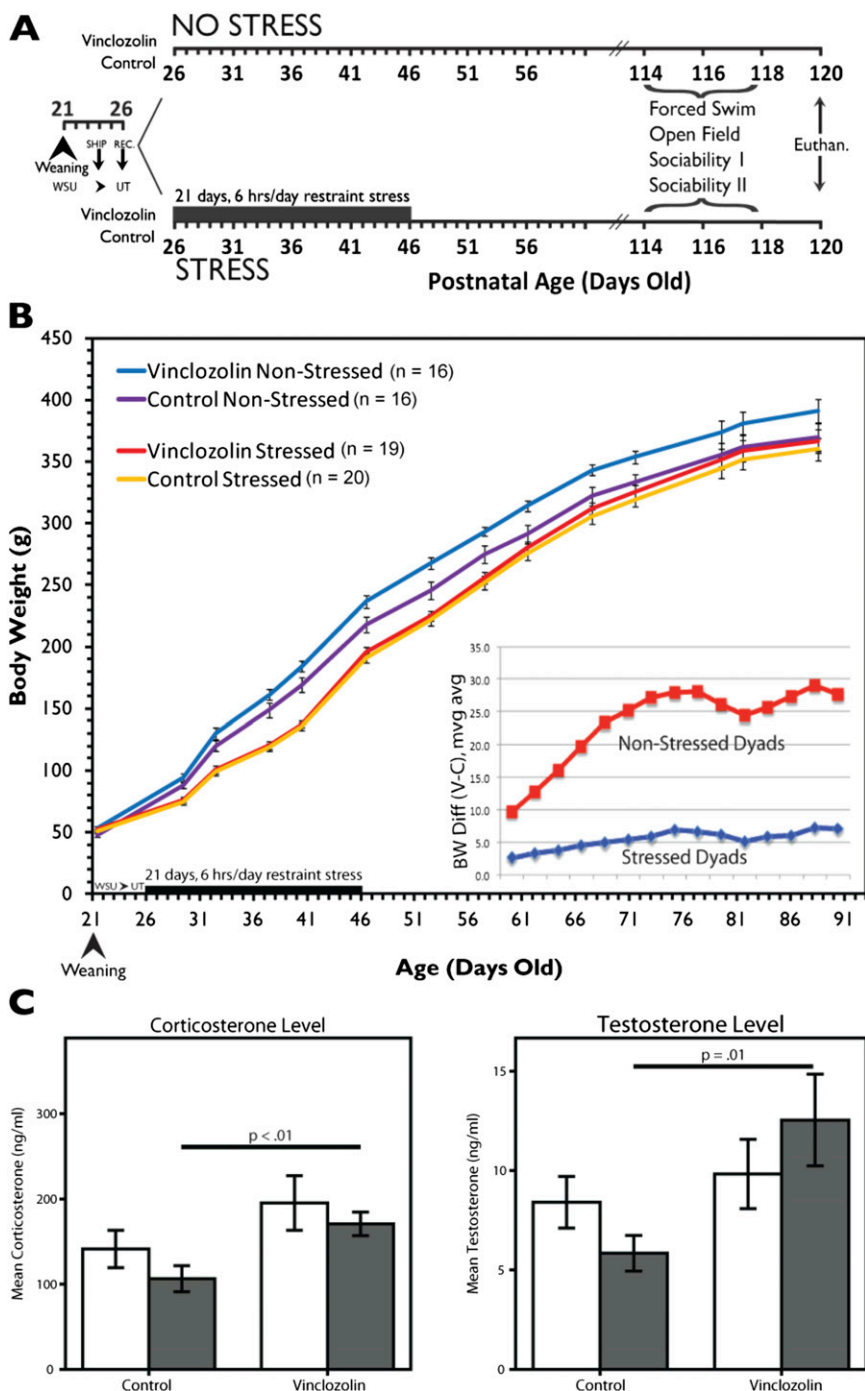 A
NO STRESS
Vinclozolin
Control
26 31 36 41 46 51 56 114 116 118 120
21 26
SHIP REC.
Weaning
WSU > UT
Forced Swim
Open Field
Sociability I
Sociability II
Euthan.
21 days, 6 hrs/day restraint stress
Vinclozolin
Control
26 31 36 41 46 51 56 114 116 118 120
STRESS
Postnatal Age (Days Old)
B
Body Weight (g)
450
400
350
300
250
200
150
100
50
0
Vinclozolin Non-Stressed (n = 16)
Control Non-Stressed (n = 16)
Vinclozolin Stressed (n = 19)
Control Stressed (n = 20)
BW Diff (V-C), mvg avg
35.0
30.0
25.0
20.0
15.0
10.0
5.0
0.0
Non-Stressed Dyads
Stressed Dyads
WSU > UT
21 days, 6 hrs/day restraint stress
21 26 31 36 41 46 51 56 61 66 71 76 81 86 91
Weaning
Age (Days Old)
C
Corticosterone Level
Mean Corticosterone (ng/ml)
300
200
100
0
p < .01
Control Vinclozolin
Testosterone Level
Mean Testosterone (ng/ml)
15
10
5
0
p = .01
Control Vinclozolin